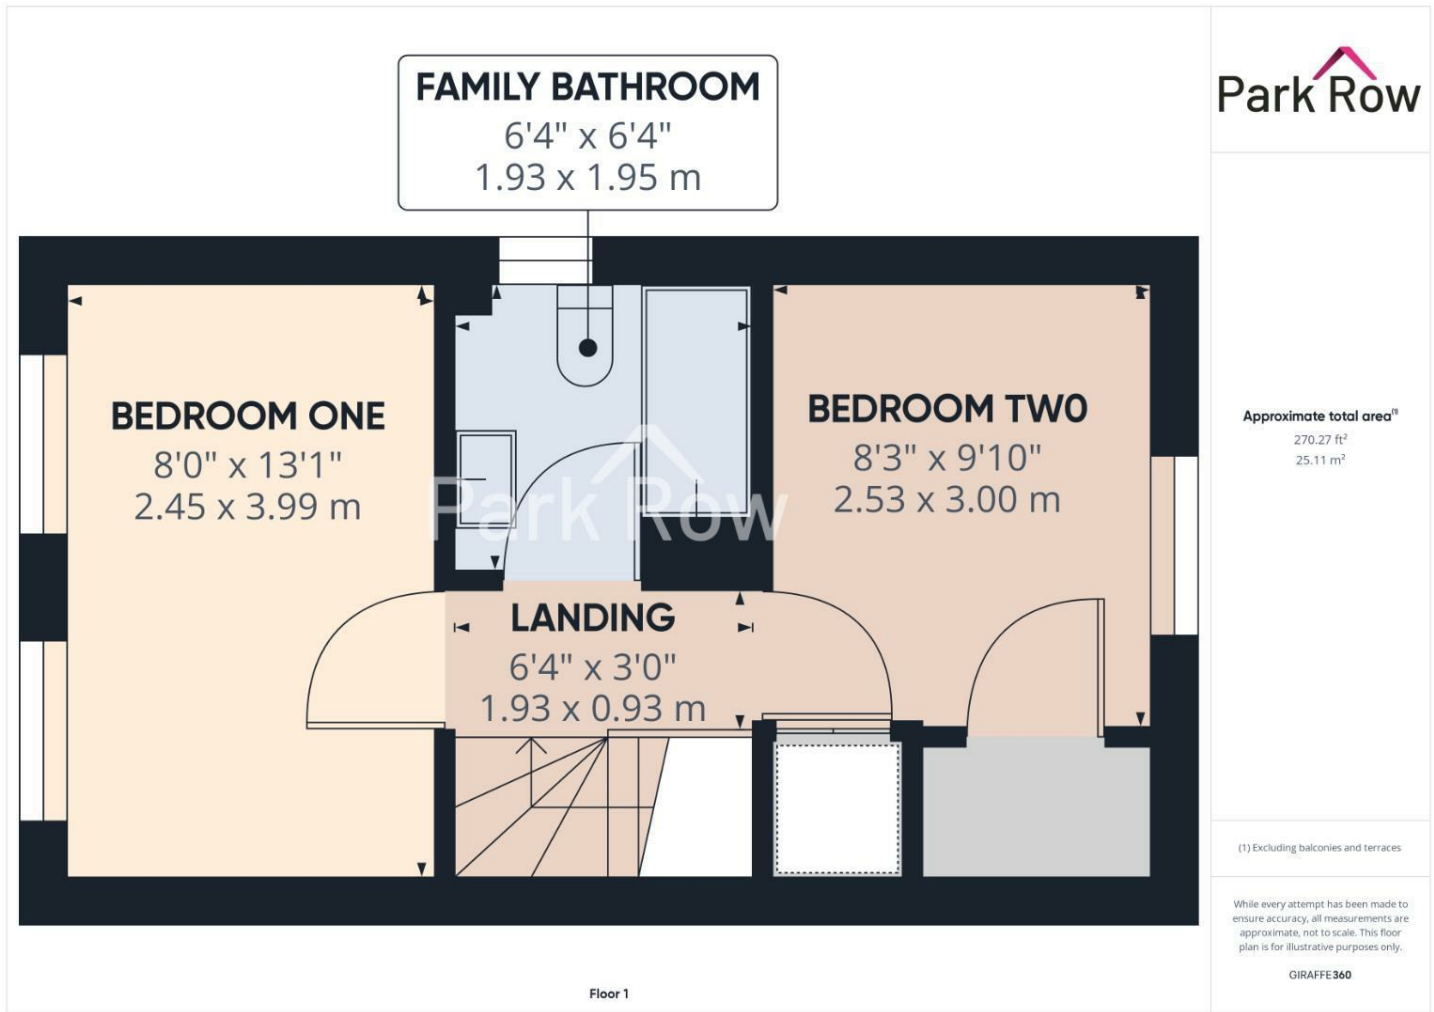 FAMILY BATHROOM
6'4" x 6'4"
1.93 x 1.95 m
Park Row
BEDROOM ONE
8'0" x 13'1"
2.45 x 3.99 m
BEDROOM TW0
8'3" x 9'10"
2.53 x 3.00 m
Park Row
LANDING
6'4" x 3'0"
1.93 x 0.93 m
Approximate total area(1)
270.27 ft²
25.11 m²
(1) Excluding balconies and terraces
While every attempt has been made to
ensure accuracy, all measurements are
approximate, not to scale. This floor
plan is for illustrative purposes only.
GIRAFFE360
Floor 1